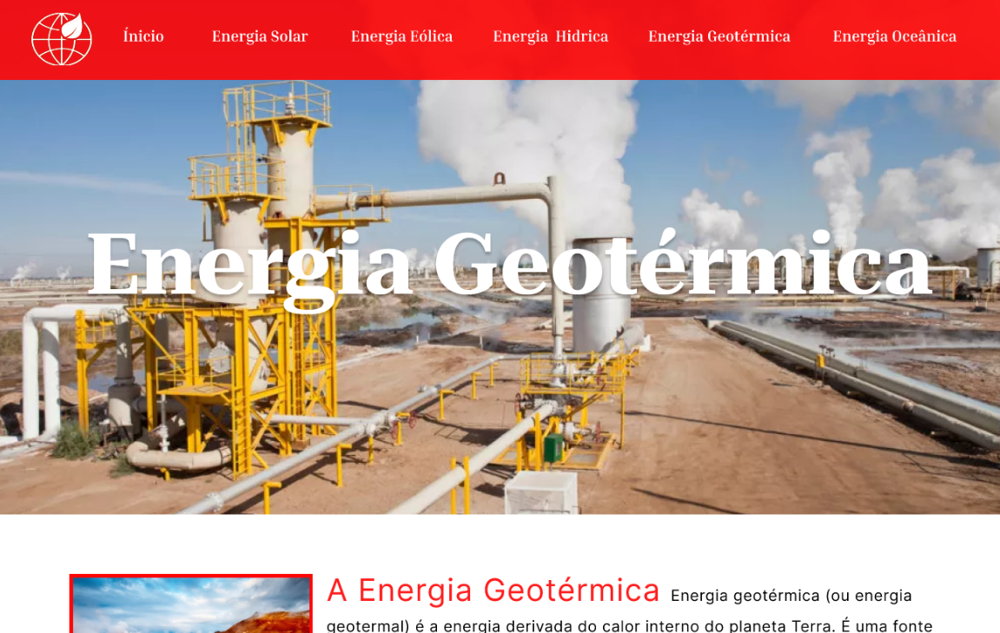 Ínicio Energia Solar Energia Eólica Energia Hidrica Energia Geotérmica Energia Oceânica
Energia Geotérmica
A Energia Geotérmica Energia geotérmica (ou energia
geotermal) é a energia derivada do calor interno do planeta Terra. É uma fonte